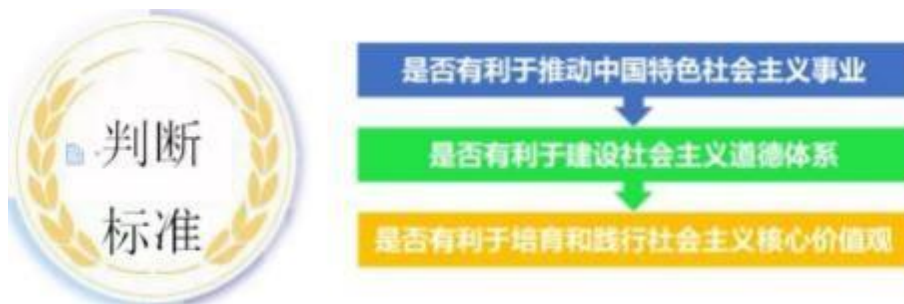 判断
标准
是否有利于推动中国特色社会主义事业
是否有利于建设社会主义道德体系
是否有利于培育和践行社会主义核心价值观